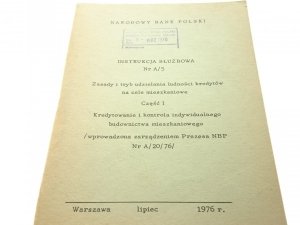 NARODOWY BANK POLSKI
INSTRUKCJA SŁUŻBOWA
Nr A/5
Zasady i tryb udzielania ludności kredytów
na cele mieszkaniowe
Część I
Kredytowanie i kontrola indywidualnego
budownictwa mieszkaniowego
/wprowadzona zarządzeniem Prezesa NBP
Nr A/20/76/
Warszawa lipiec 1976 r.